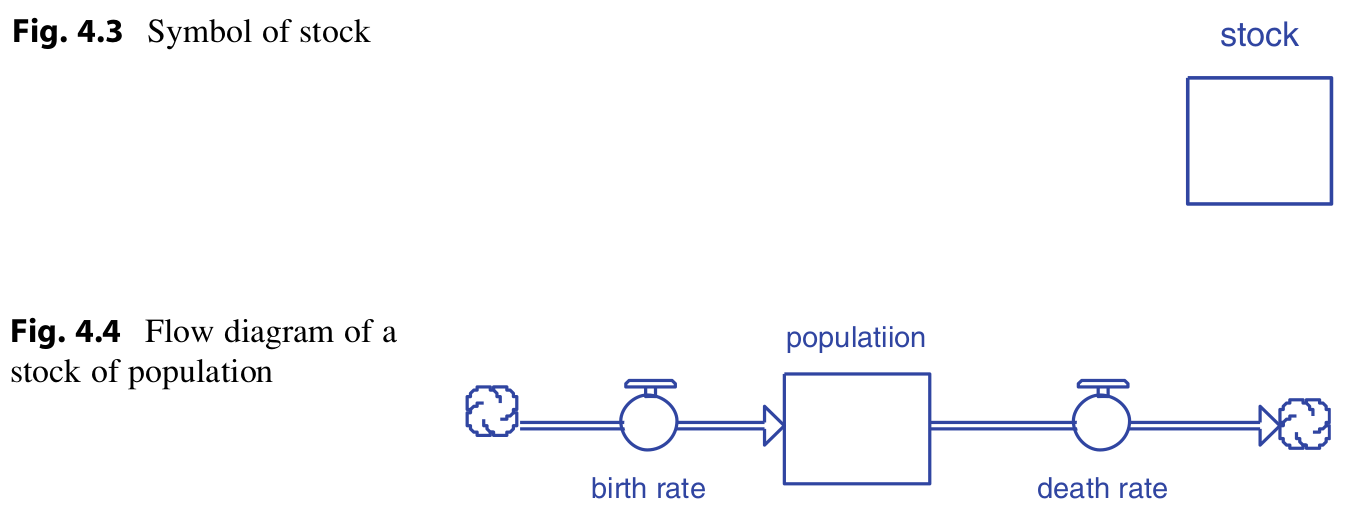 Fig. 4.3 Symbol of stock
stock
Fig. 4.4 Flow diagram of a
stock of population
populatiion
birth rate
death rate